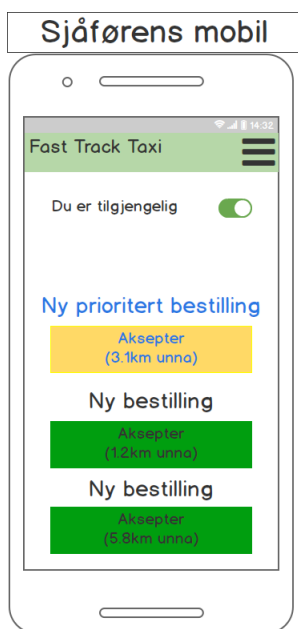 Sjåførens mobil
14:32
Fast Track Taxi
Du er tilgjengelig
Ny prioritert bestilling
Aksepter
(3.1km unna)
Ny bestilling
Aksepter
(1.2km unna)
Ny bestilling
Aksepter
(5.8km unna)